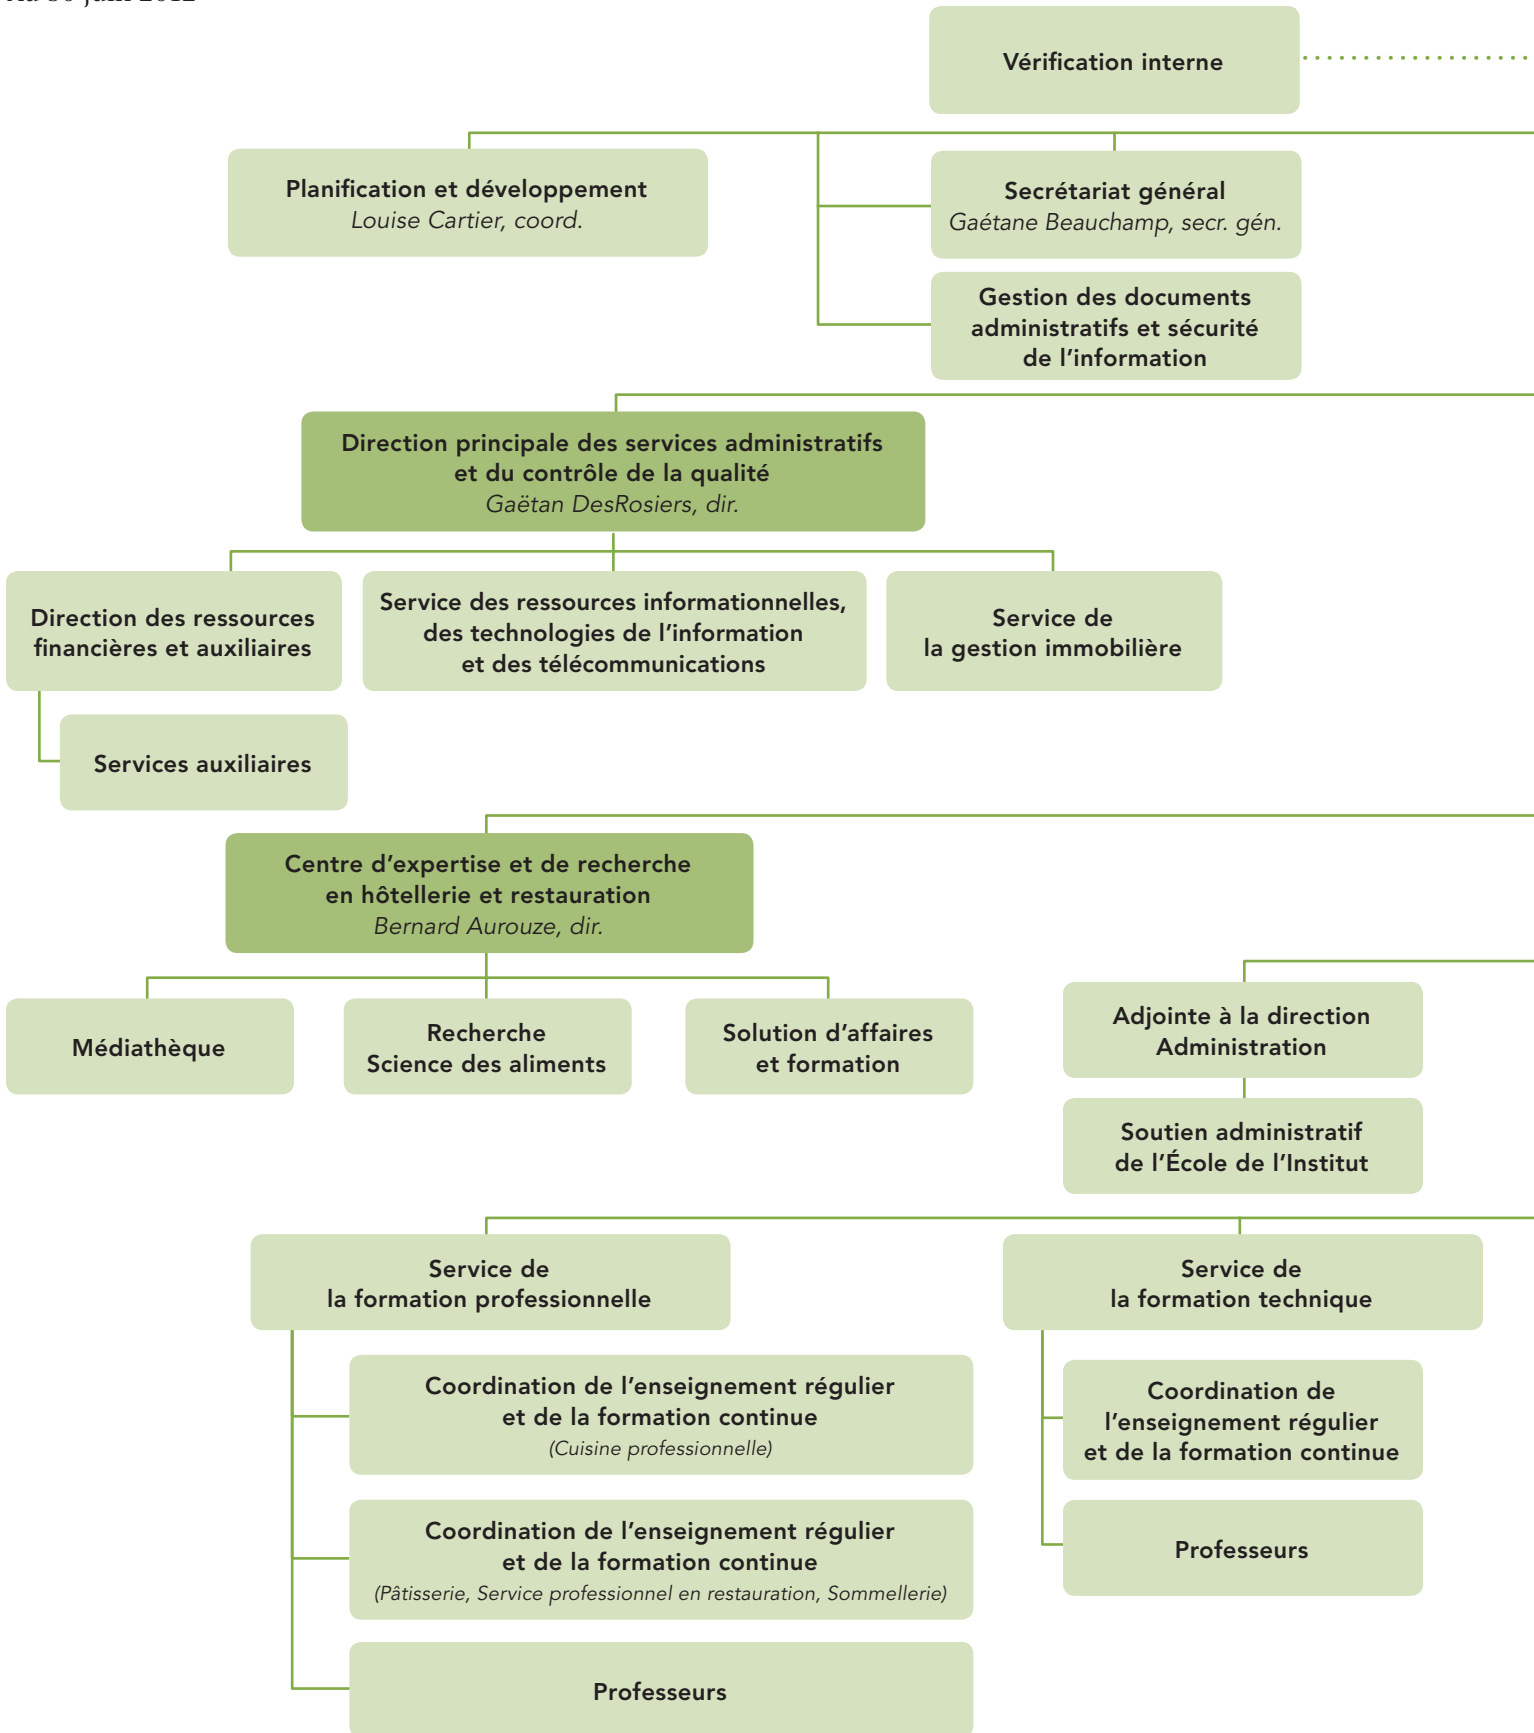 Au 30 juin 2012
Vérification interne
Planification et développement
Louise Cartier, coord.
Secrétariat général
Gaétane Beauchamp, secr. gén.
Gestion des documents
administratifs et sécurité
de l’information
Direction principale des services administratifs
et du contrôle de la qualité
Gaëtan DesRosiers, dir.
Direction des ressources
financières et auxiliaires
Service des ressources informationnelles,
des technologies de l’information
et des télécommunications
Service de
la gestion immobilière
Services auxiliaires
Centre d’expertise et de recherche
en hôtellerie et restauration
Bernard Aurouze, dir.
Médiathèque
Recherche
Science des aliments
Solution d’affaires
et formation
Adjointe à la direction
Administration
Soutien administratif
de l’École de l’Institut
Service de
la formation professionnelle
Coordination de l’enseignement régulier
et de la formation continue
(Cuisine professionnelle)
Coordination de l’enseignement régulier
et de la formation continue
(Pâtisserie, Service professionnel en restauration, Sommellerie)
Professeurs
Service de
la formation technique
Coordination de
l’enseignement régulier
et de la formation continue
Professeurs